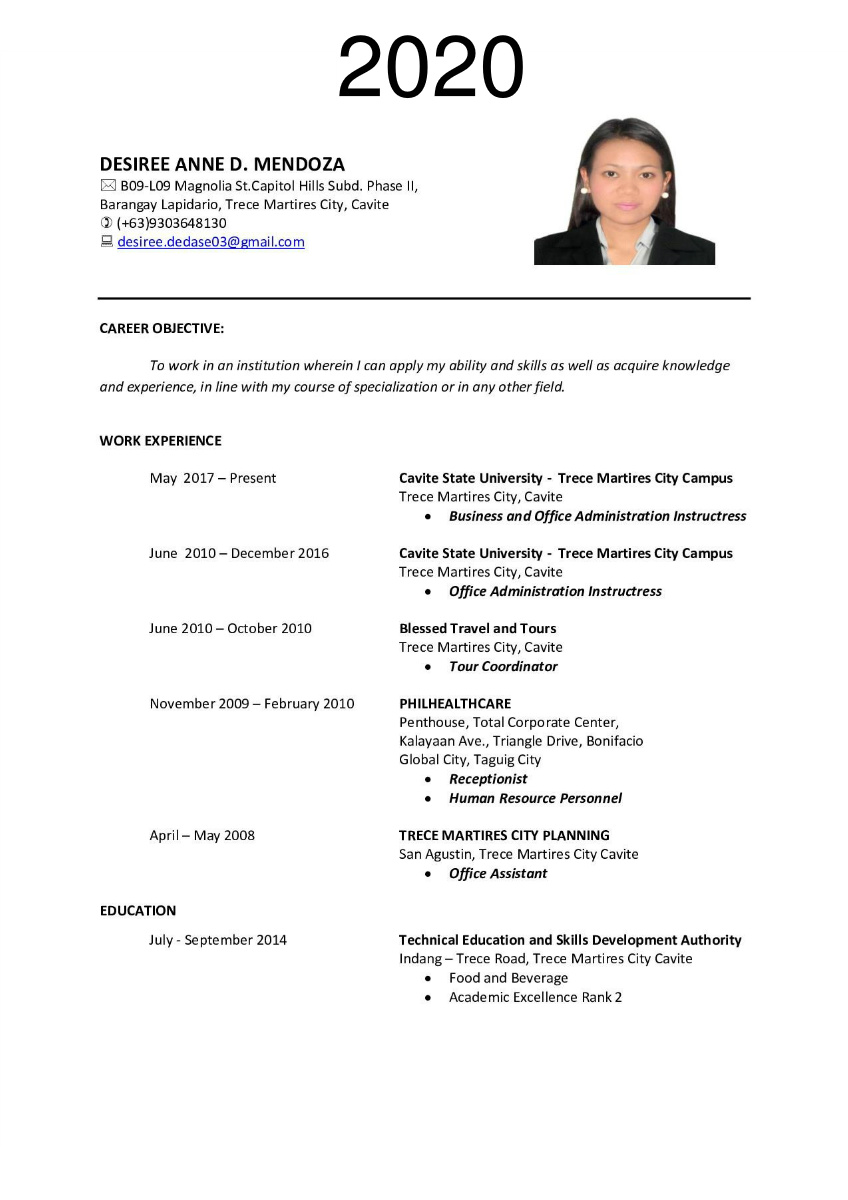 2020
DESIREE ANNE D. MENDOZA
🖂 B09-L09 Magnolia St.Capitol Hills Subd. Phase II,
Barangay Lapidario, Trece Martires City, Cavite
✆ (+63)9303648130
💻 desiree.dedase03@gmail.com
CAREER OBJECTIVE:
To work in an institution wherein I can apply my ability and skills as well as acquire knowledge
and experience, in line with my course of specialization or in any other field.
WORK EXPERIENCE
May 2017 – Present Cavite State University - Trece Martires City Campus
Trece Martires City, Cavite
• Business and Office Administration Instructress
June 2010 – December 2016 Cavite State University - Trece Martires City Campus
Trece Martires City, Cavite
• Office Administration Instructress
June 2010 – October 2010 Blessed Travel and Tours
Trece Martires City, Cavite
• Tour Coordinator
November 2009 – February 2010 PHILHEALTHCARE
Penthouse, Total Corporate Center,
Kalayaan Ave., Triangle Drive, Bonifacio
Global City, Taguig City
• Receptionist
• Human Resource Personnel
April – May 2008 TRECE MARTIRES CITY PLANNING
San Agustin, Trece Martires City Cavite
• Office Assistant
EDUCATION
July - September 2014 Technical Education and Skills Development Authority
Indang – Trece Road, Trece Martires City Cavite
• Food and Beverage
• Academic Excellence Rank 2